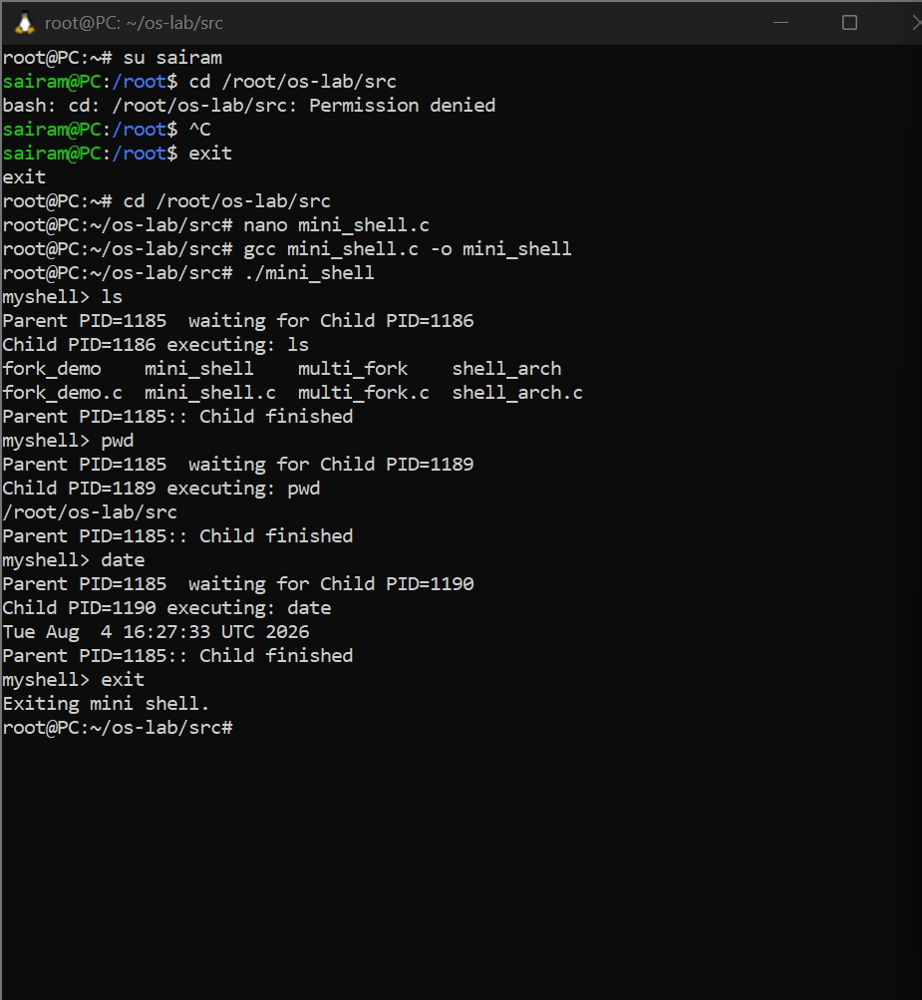 root@PC: ~/os-lab/src
root@PC:~# su sairam
sairam@PC:/root$ cd /root/os-lab/src
bash: cd: /root/os-lab/src: Permission denied
sairam@PC:/root$ ^C
sairam@PC:/root$ exit
exit
root@PC:~# cd /root/os-lab/src
root@PC:~/os-lab/src# nano mini_shell.c
root@PC:~/os-lab/src# gcc mini_shell.c -o mini_shell
root@PC:~/os-lab/src# ./mini_shell
myshell> ls
Parent PID=1185  waiting for Child PID=1186
Child PID=1186 executing: ls
fork_demo    mini_shell    multi_fork    shell_arch
fork_demo.c  mini_shell.c  multi_fork.c  shell_arch.c
Parent PID=1185:: Child finished
myshell> pwd
Parent PID=1185  waiting for Child PID=1189
Child PID=1189 executing: pwd
/root/os-lab/src
Parent PID=1185:: Child finished
myshell> date
Parent PID=1185  waiting for Child PID=1190
Child PID=1190 executing: date
Tue Aug  4 16:27:33 UTC 2026
Parent PID=1185:: Child finished
myshell> exit
Exiting mini shell.
root@PC:~/os-lab/src#